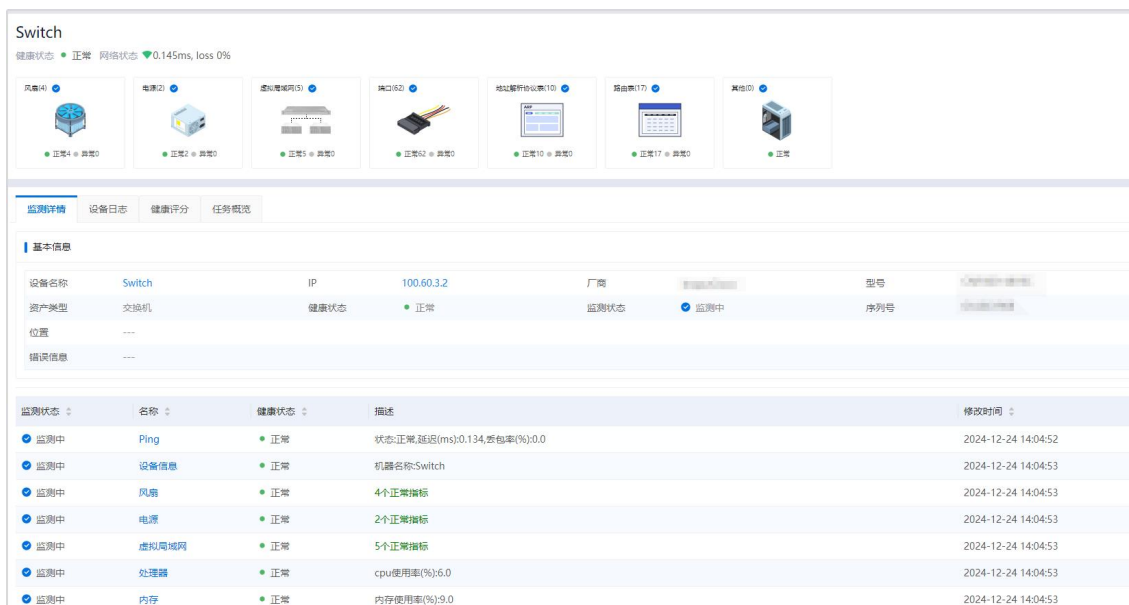 Switch
健康状态 正常 网络状态 0.145ms, loss 0%
风扇(4) 电源(2) 虚拟局域网(5) 端口(62) 地址解析协议表(10) 路由表(17) 其他(0)
ARP
正常4 异常0 正常2 异常0 正常5 异常0 正常62 异常0 正常10 异常0 正常17 异常0 正常
监测详情 设备日志 健康评分 任务概览
基本信息
设备名称 Switch IP 100.60.3.2 厂商 型号
资产类型 交换机 健康状态 正常 监测状态 监测中 序列号
位置 ---
错误信息 ---
监测状态 名称 健康状态 描述 修改时间
监测中 Ping 正常 状态:正常,延迟(ms):0.134,丢包率(%):0.0 2024-12-24 14:04:52
监测中 设备信息 正常 机器名称:Switch 2024-12-24 14:04:53
监测中 风扇 正常 4个正常指标 2024-12-24 14:04:53
监测中 电源 正常 2个正常指标 2024-12-24 14:04:53
监测中 虚拟局域网 正常 5个正常指标 2024-12-24 14:04:53
监测中 处理器 正常 cpu使用率(%):6.0 2024-12-24 14:04:53
监测中 内存 正常 内存使用率(%):9.0 2024-12-24 14:04:53